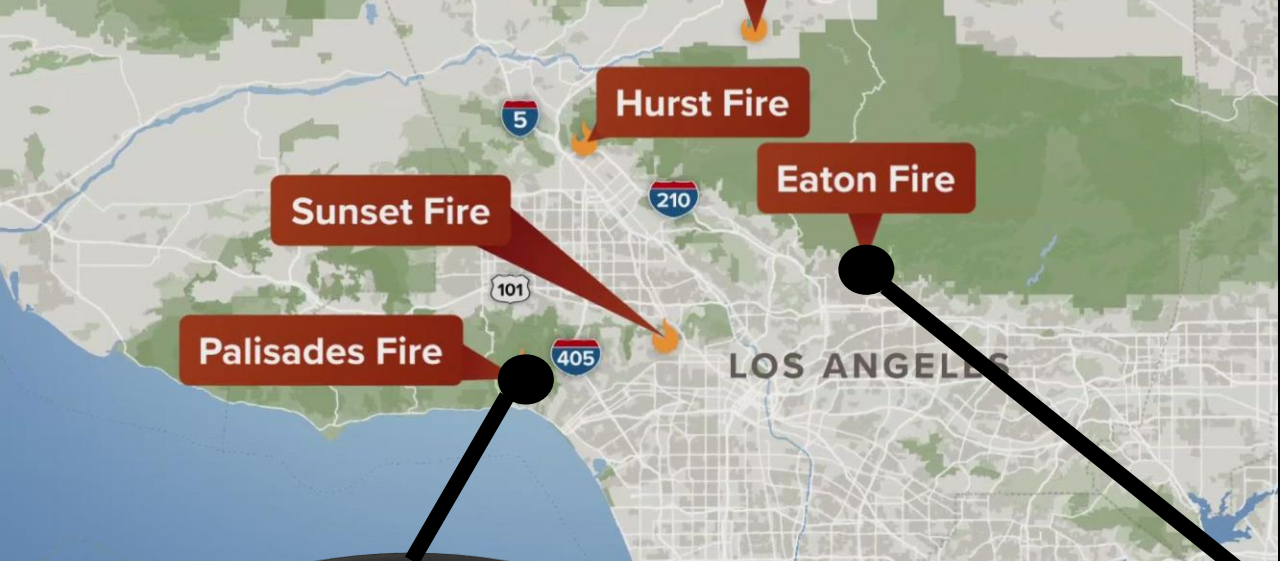 Hurst Fire
5
Eaton Fire
210
Sunset Fire
101
Palisades Fire
405
LOS ANGELES